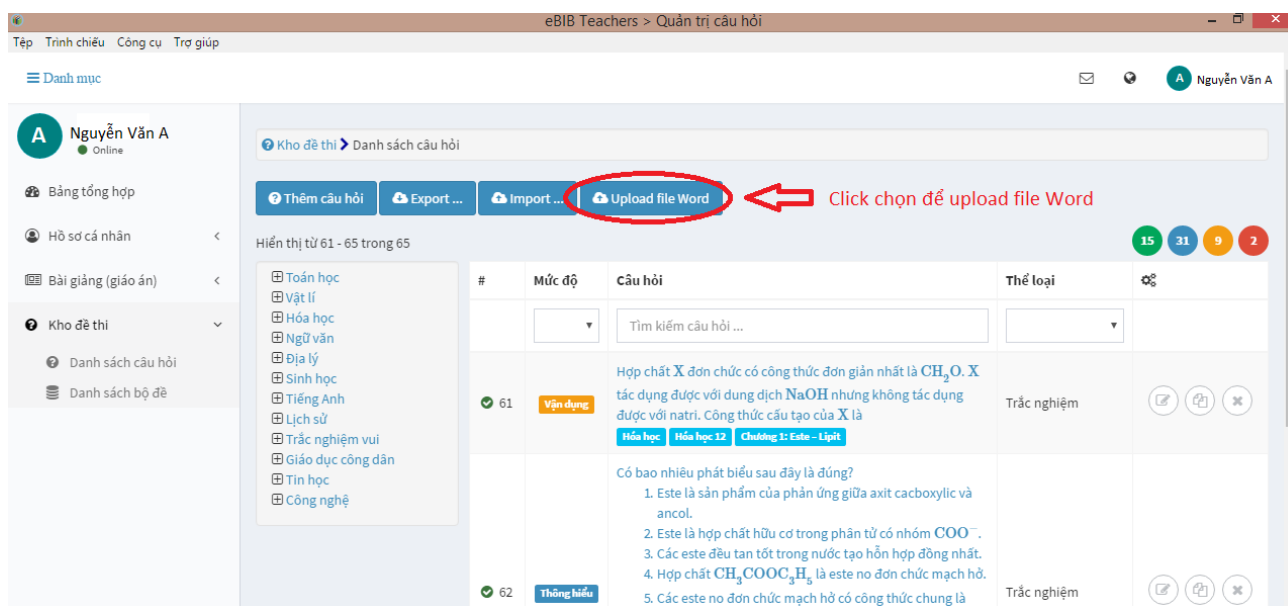 eBIB Teachers > Quản trị câu hỏi
Tệp Trình chiếu Công cụ Trợ giúp
Danh mục
A Nguyễn Văn A
A Nguyễn Văn A
Online
Bảng tổng hợp
Hồ sơ cá nhân
Bài giảng (giáo án)
Kho đề thi
Danh sách câu hỏi
Danh sách bộ đề
Kho đề thi > Danh sách câu hỏi
Thêm câu hỏi Export ... Import ... Upload file Word
Click chọn để upload file Word
Hiển thị từ 61 - 65 trong 65
15 31 9 2
Toán học
Vật lí
Hóa học
Ngữ văn
Địa lý
Sinh học
Tiếng Anh
Lịch sử
Trắc nghiệm vui
Giáo dục công dân
Tin học
Công nghệ
# Mức độ Câu hỏi Thể loại
Tìm kiếm câu hỏi ...
61 Vận dụng
Hợp chất X đơn chức có công thức đơn giản nhất là CH₂O. X
tác dụng được với dung dịch NaOH nhưng không tác dụng
được với natri. Công thức cấu tạo của X là
Hóa học Hóa học 12 Chương 1: Este – Lipit
Trắc nghiệm
62 Thông hiểu
Có bao nhiêu phát biểu sau đây là đúng?
1. Este là sản phẩm của phản ứng giữa axit cacboxylic và
ancol.
2. Este là hợp chất hữu cơ trong phân tử có nhóm COO⁻.
3. Các este đều tan tốt trong nước tạo hỗn hợp đồng nhất.
4. Hợp chất CH₃COOC₃H₅ là este no đơn chức mạch hở.
5. Các este no đơn chức mạch hở có công thức chung là
Trắc nghiệm